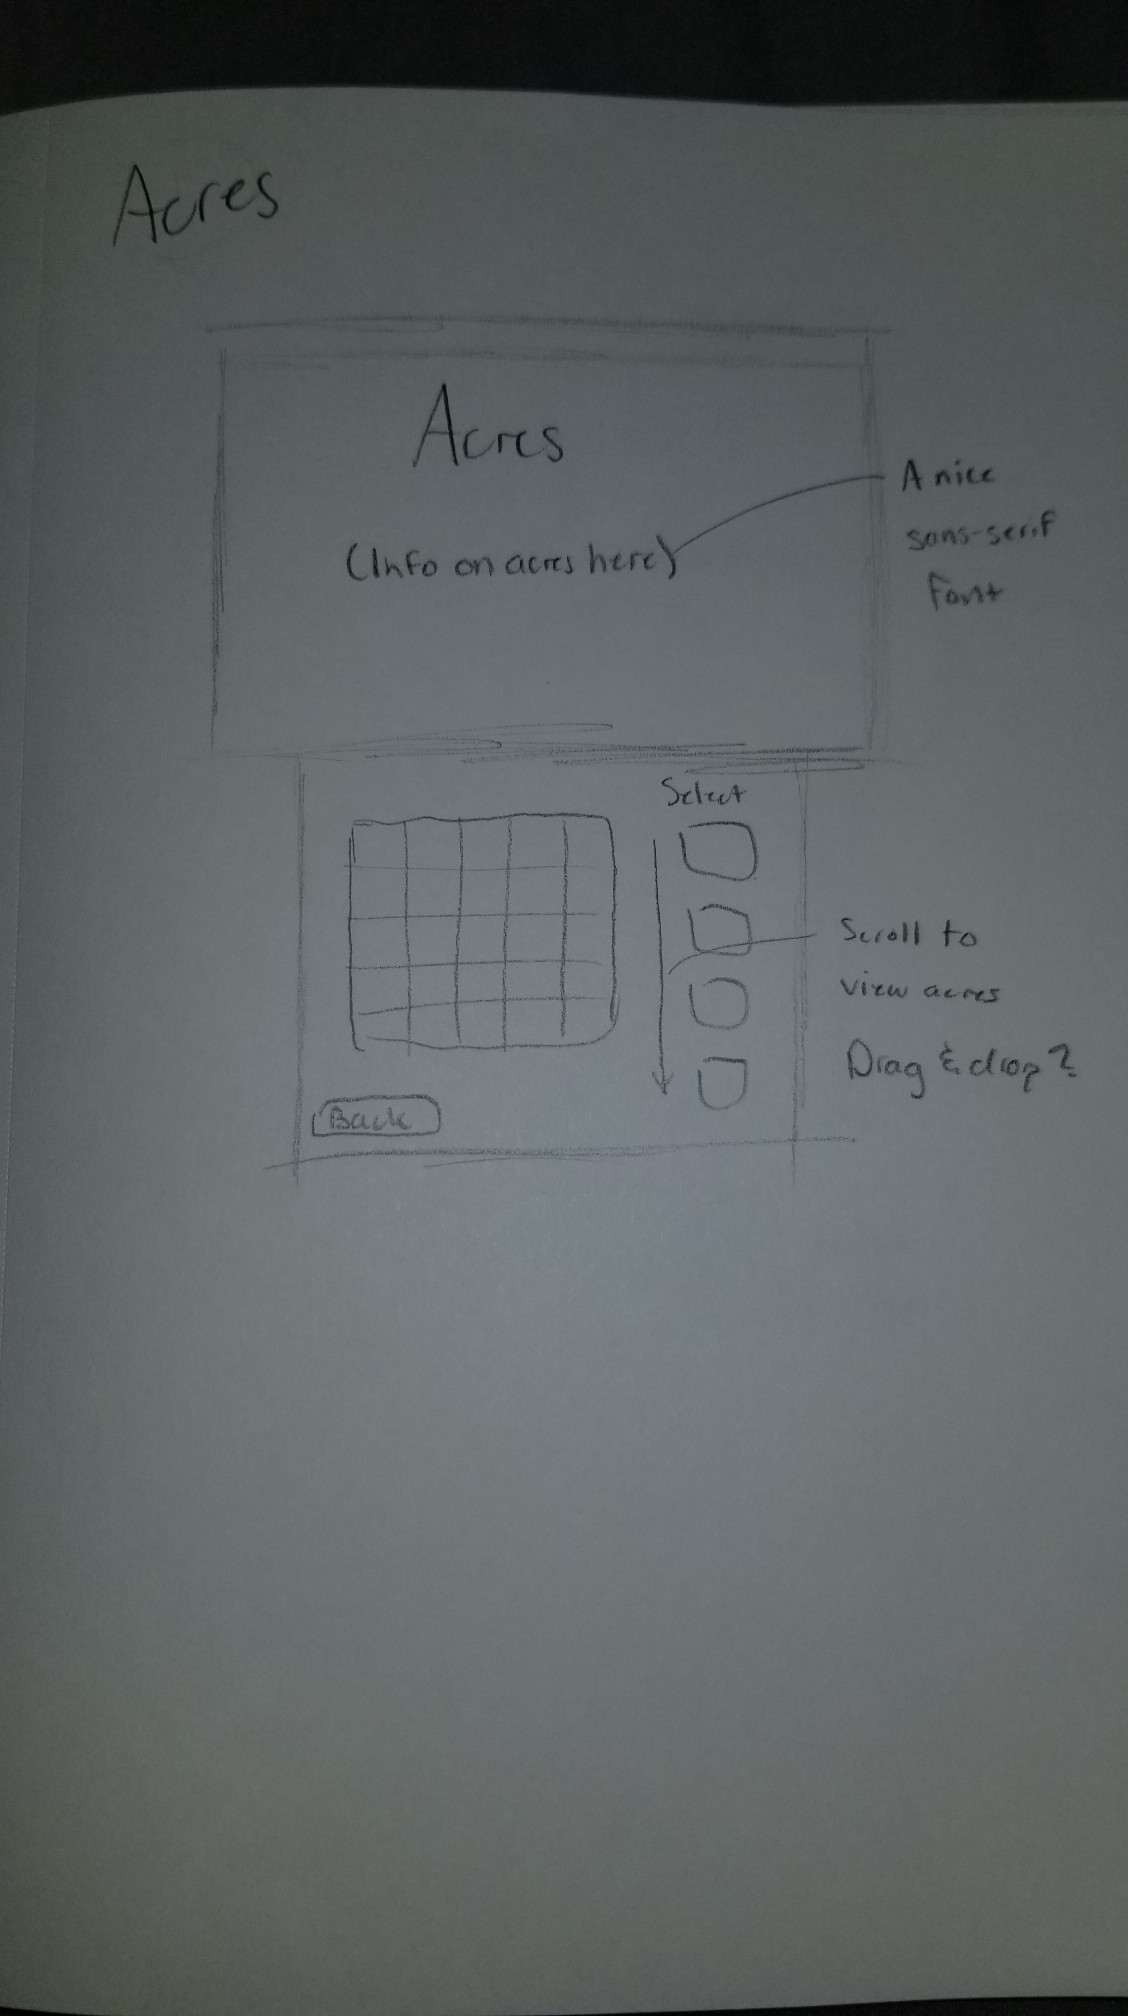 Acres
Acres
(Info on acres here)
A nice
sans-serif
font
Select
Scroll to
view acres
Drag & drop?
Back